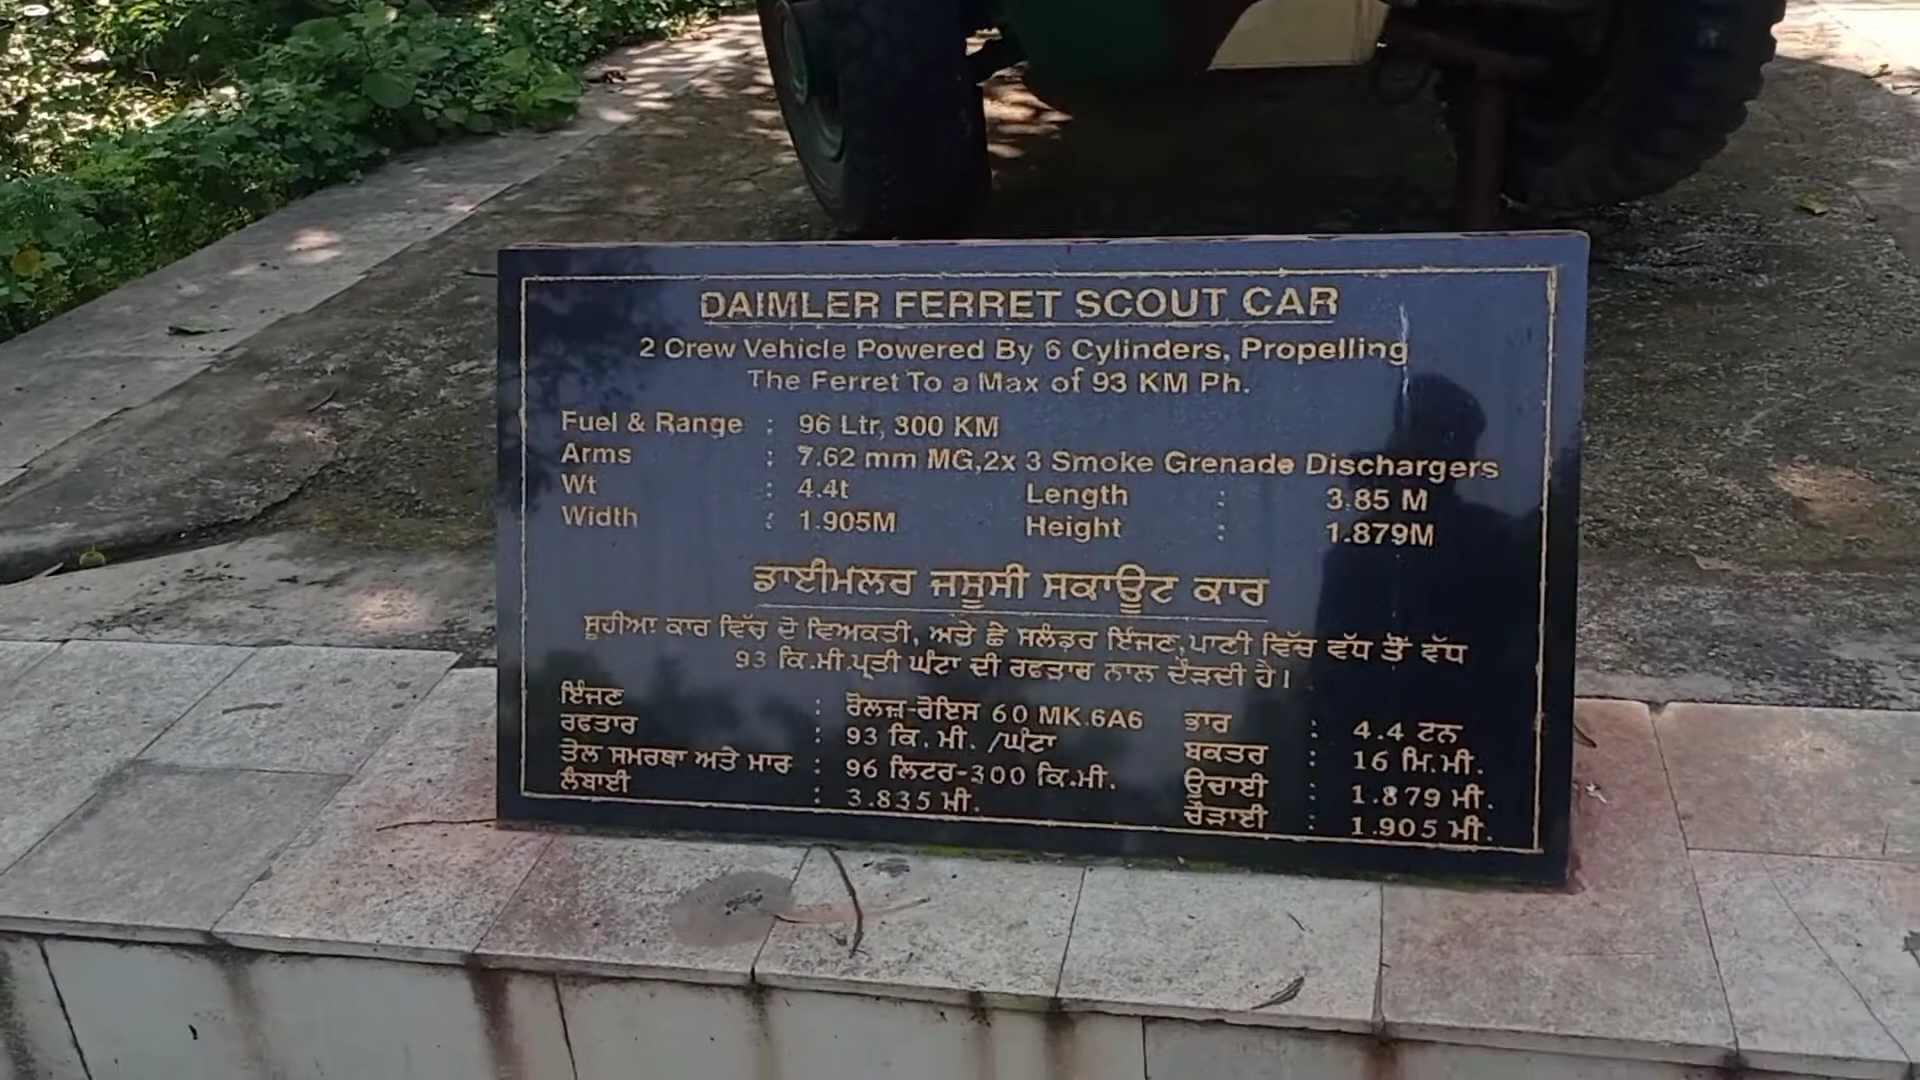 DAIMLER FERRET SCOUT CAR
2 Crew Vehicle Powered By 6 Cylinders, Propelling
The Ferret To a Max of 93 KM Ph.
Fuel & Range : 96 Ltr, 300 KM
Arms : 7.62 mm MG,2x 3 Smoke Grenade Dischargers
Wt : 4.4t Length : 3.85 M
Width : 1.905M Height : 1.879M
ਡਾਈਮਲਰ ਜਸੂਸੀ ਸਕਾਊਟ ਕਾਰ
ਸੂਹੀਆ ਕਾਰ ਵਿੱਚ ਦੋ ਵਿਅਕਤੀ, ਅਤੇ ਛੇ ਸਲੰਡਰ ਇੰਜਣ,ਪਾਣੀ ਵਿੱਚ ਵੱਧ ਤੋਂ ਵੱਧ
93 ਕਿ.ਮੀ.ਪ੍ਰਤੀ ਘੰਟਾ ਦੀ ਰਫਤਾਰ ਨਾਲ ਦੌੜਦੀ ਹੈ।
ਇੰਜਣ : ਰੋਲਜ਼-ਰੋਇਸ 60 MK.6A6 ਭਾਰ : 4.4 ਟਨ
ਰਫਤਾਰ : 93 ਕਿ.ਮੀ. /ਘੰਟਾ ਬਕਤਰ : 16 ਮਿ.ਮੀ.
ਤੇਲ ਸਮਰਥਾ ਅਤੇ ਮਾਰ : 96 ਲਿਟਰ-300 ਕਿ.ਮੀ. ਉਚਾਈ : 1.879 ਮੀ.
ਲੰਬਾਈ : 3.835 ਮੀ. ਚੌੜਾਈ : 1.905 ਮੀ.